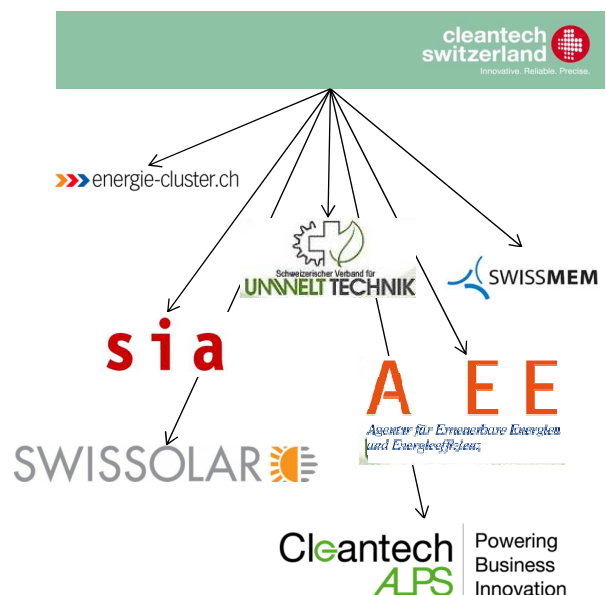 cleantech
switzerland
Innovative. Reliable. Precise.
energie-cluster.ch
Schweizerischer Verband für
UMWELT TECHNIK
SWISSMEM
sia
A EE
Agentur für Erneuerbare Energien
und Energieeffizienz
SWISSOLAR
Cleantech
ALPS
Powering
Business
Innovation